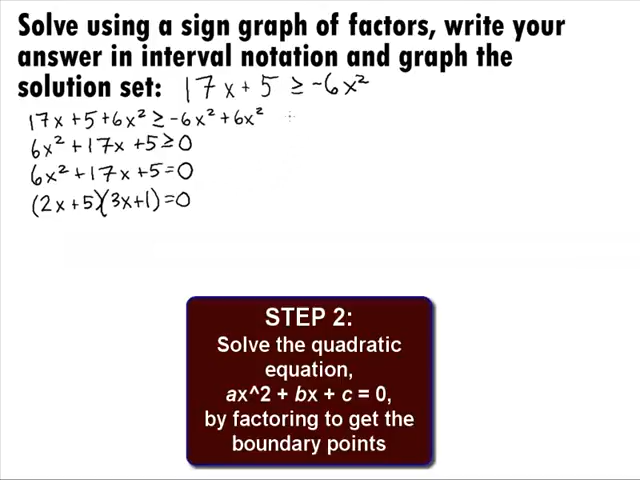 Solve using a sign graph of factors, write your
answer in interval notation and graph the
solution set: 17x + 5 ≥ -6x²
17x + 5 + 6x² ≥ -6x² + 6x²
6x² + 17x + 5 ≥ 0
6x² + 17x + 5 = 0
(2x + 5)(3x + 1) = 0
STEP 2:
Solve the quadratic
equation,
ax^2 + bx + c = 0,
by factoring to get the
boundary points